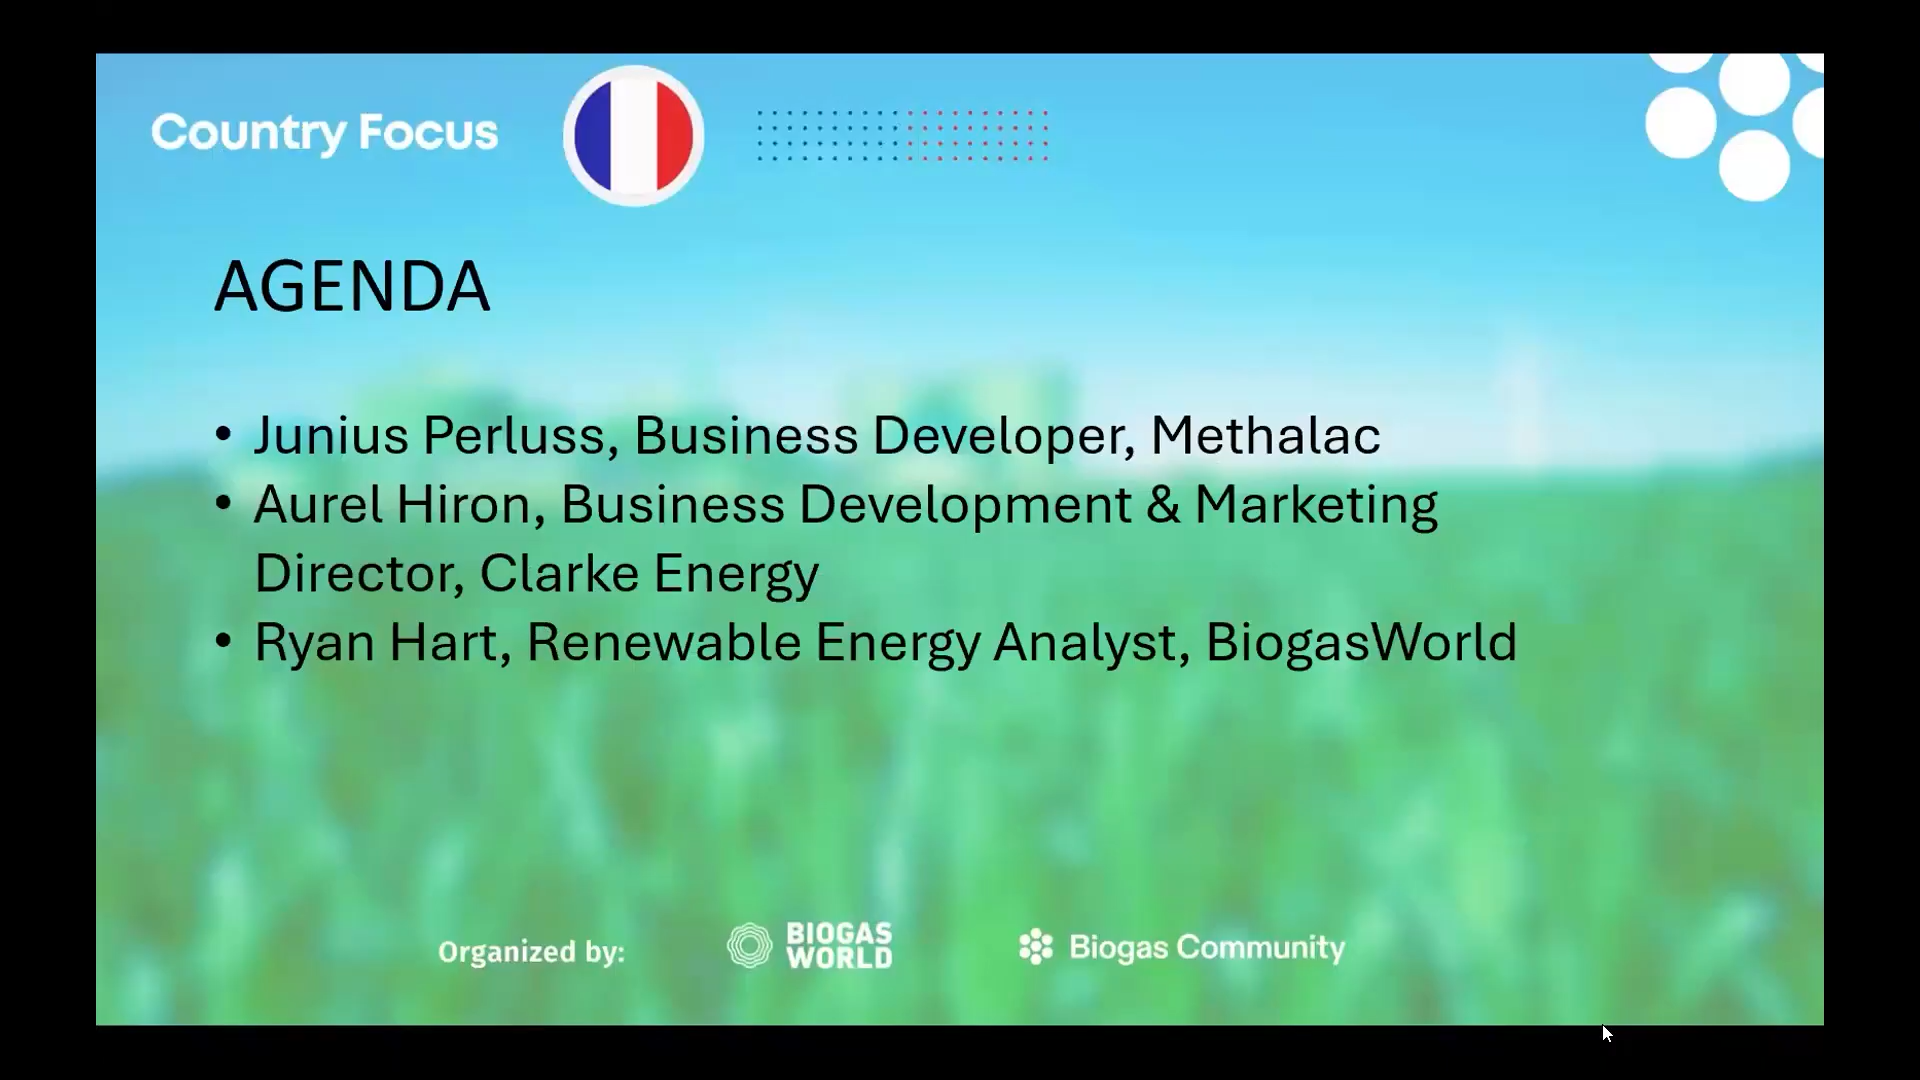 Country Focus
AGENDA
• Junius Perluss, Business Developer, Methalac
• Aurel Hiron, Business Development & Marketing
Director, Clarke Energy
• Ryan Hart, Renewable Energy Analyst, BiogasWorld
Organized by:
BIOGAS
WORLD
Biogas Community